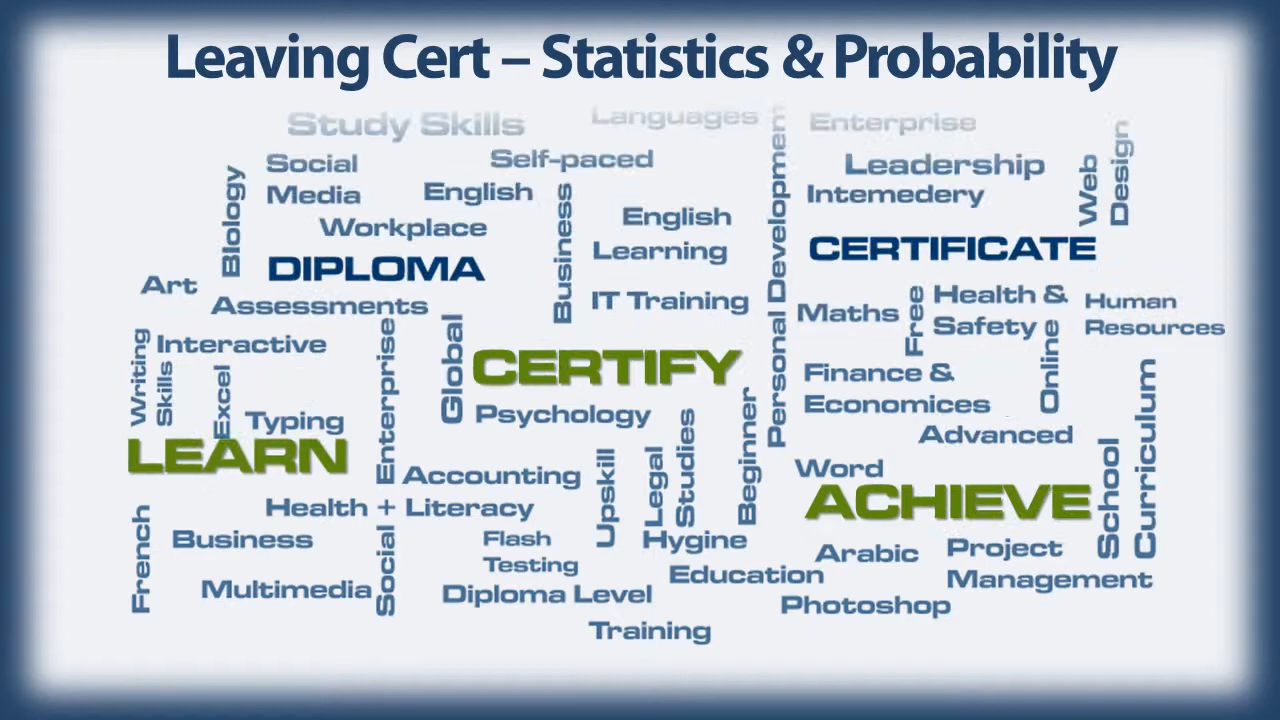 Leaving Cert – Statistics & Probability
Study Skills
Languages
Enterprise
Social
Media
Self-paced
English
Leadership
Intemedery
Web
Design
BIology
Workplace
Business
English
Learning
Personal Development
DIPLOMA
CERTIFICATE
Art
Assessments
IT Training
Maths
Free
Health &
Safety
Human
Resources
Writing
Skills
Interactive
Excel
Typing
Enterprise
Global
CERTIFY
Psychology
Finance &
Economices
Online
Advanced
Curriculum
LEARN
Accounting
Upskill
Legal
Studies
Beginner
Word
ACHIEVE
School
Health + Literacy
French
Business
Social
Flash
Testing
Hygine
Arabic
Project
Management
Multimedia
Diploma Level
Education
Photoshop
Training